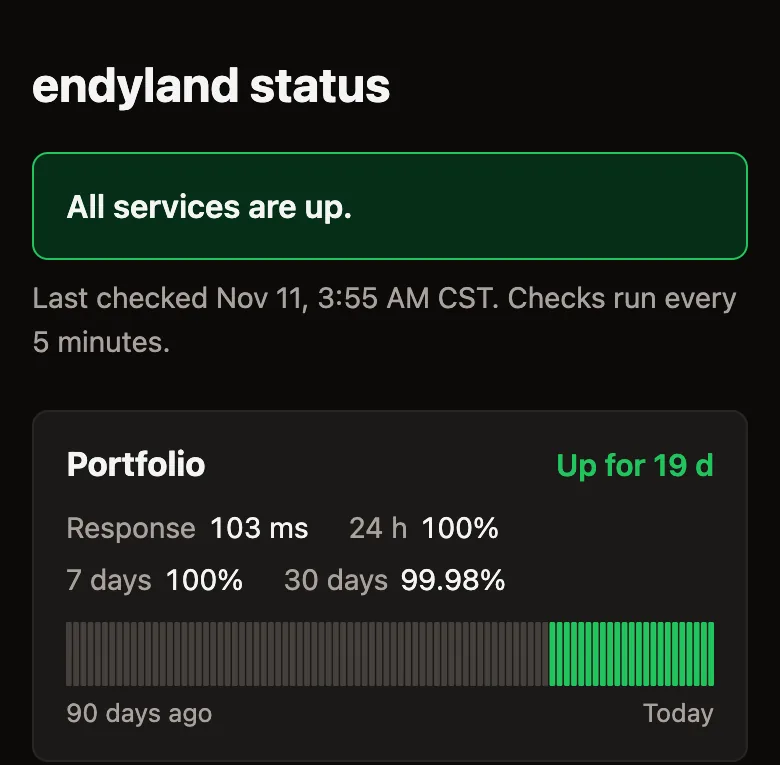 endyland status
All services are up.
Last checked Nov 11, 3:55 AM CST. Checks run every
5 minutes.
Portfolio Up for 19 d
Response 103 ms 24 h 100%
7 days 100% 30 days 99.98%
90 days ago Today